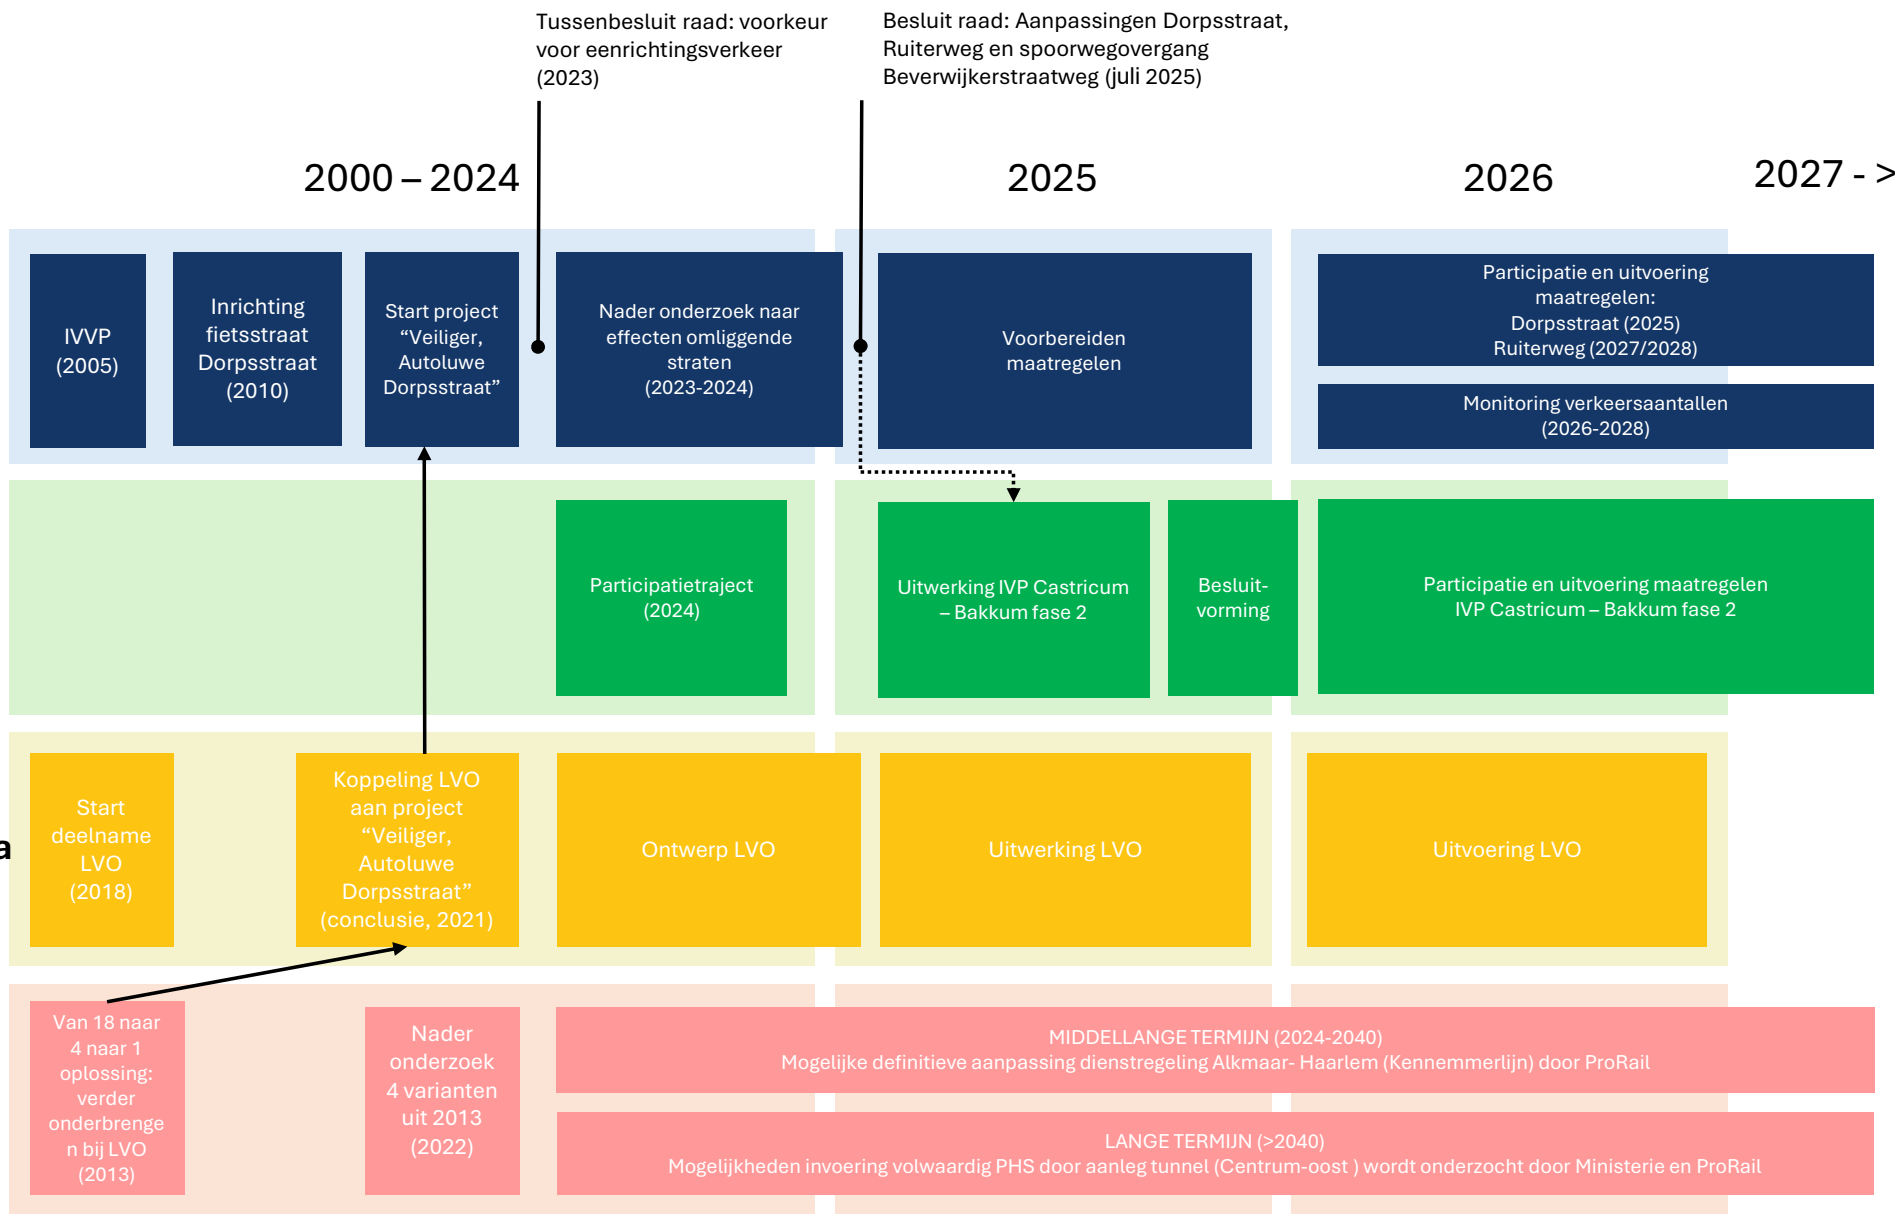 Tussenbesluit raad: voorkeur
voor eenrichtingsverkeer
(2023)
Besluit raad: Aanpassingen Dorpsstraat,
Ruiterweg en spoorwegovergang
Beverwijkerstraatweg (juli 2025)
2000 – 2024
2025
2026
2027 - >
IVVP
(2005)
Inrichting
fietsstraat
Dorpsstraat
(2010)
Start project
“Veiliger,
Autoluwe
Dorpsstraat”
Nader onderzoek naar
effecten omliggende
straten
(2023-2024)
Voorbereiden
maatregelen
Participatie en uitvoering
maatregelen:
Dorpsstraat (2025)
Ruiterweg (2027/2028)
Monitoring verkeersaantallen
(2026-2028)
Participatietraject
(2024)
Uitwerking IVP Castricum
– Bakkum fase 2
Besluit-
vorming
Participatie en uitvoering maatregelen
IVP Castricum – Bakkum fase 2
a
Start
deelname
LVO
(2018)
Koppeling LVO
aan project
“Veiliger,
Autoluwe
Dorpsstraat”
(conclusie, 2021)
Ontwerp LVO
Uitwerking LVO
Uitvoering LVO
Van 18 naar
4 naar 1
oplossing:
verder
onderbrenge
n bij LVO
(2013)
Nader
onderzoek
4 varianten
uit 2013
(2022)
MIDDELLANGE TERMIJN (2024-2040)
Mogelijke definitieve aanpassing dienstregeling Alkmaar- Haarlem (Kennemmerlijn) door ProRail
LANGE TERMIJN (>2040)
Mogelijkheden invoering volwaardig PHS door aanleg tunnel (Centrum-oost ) wordt onderzocht door Ministerie en ProRail